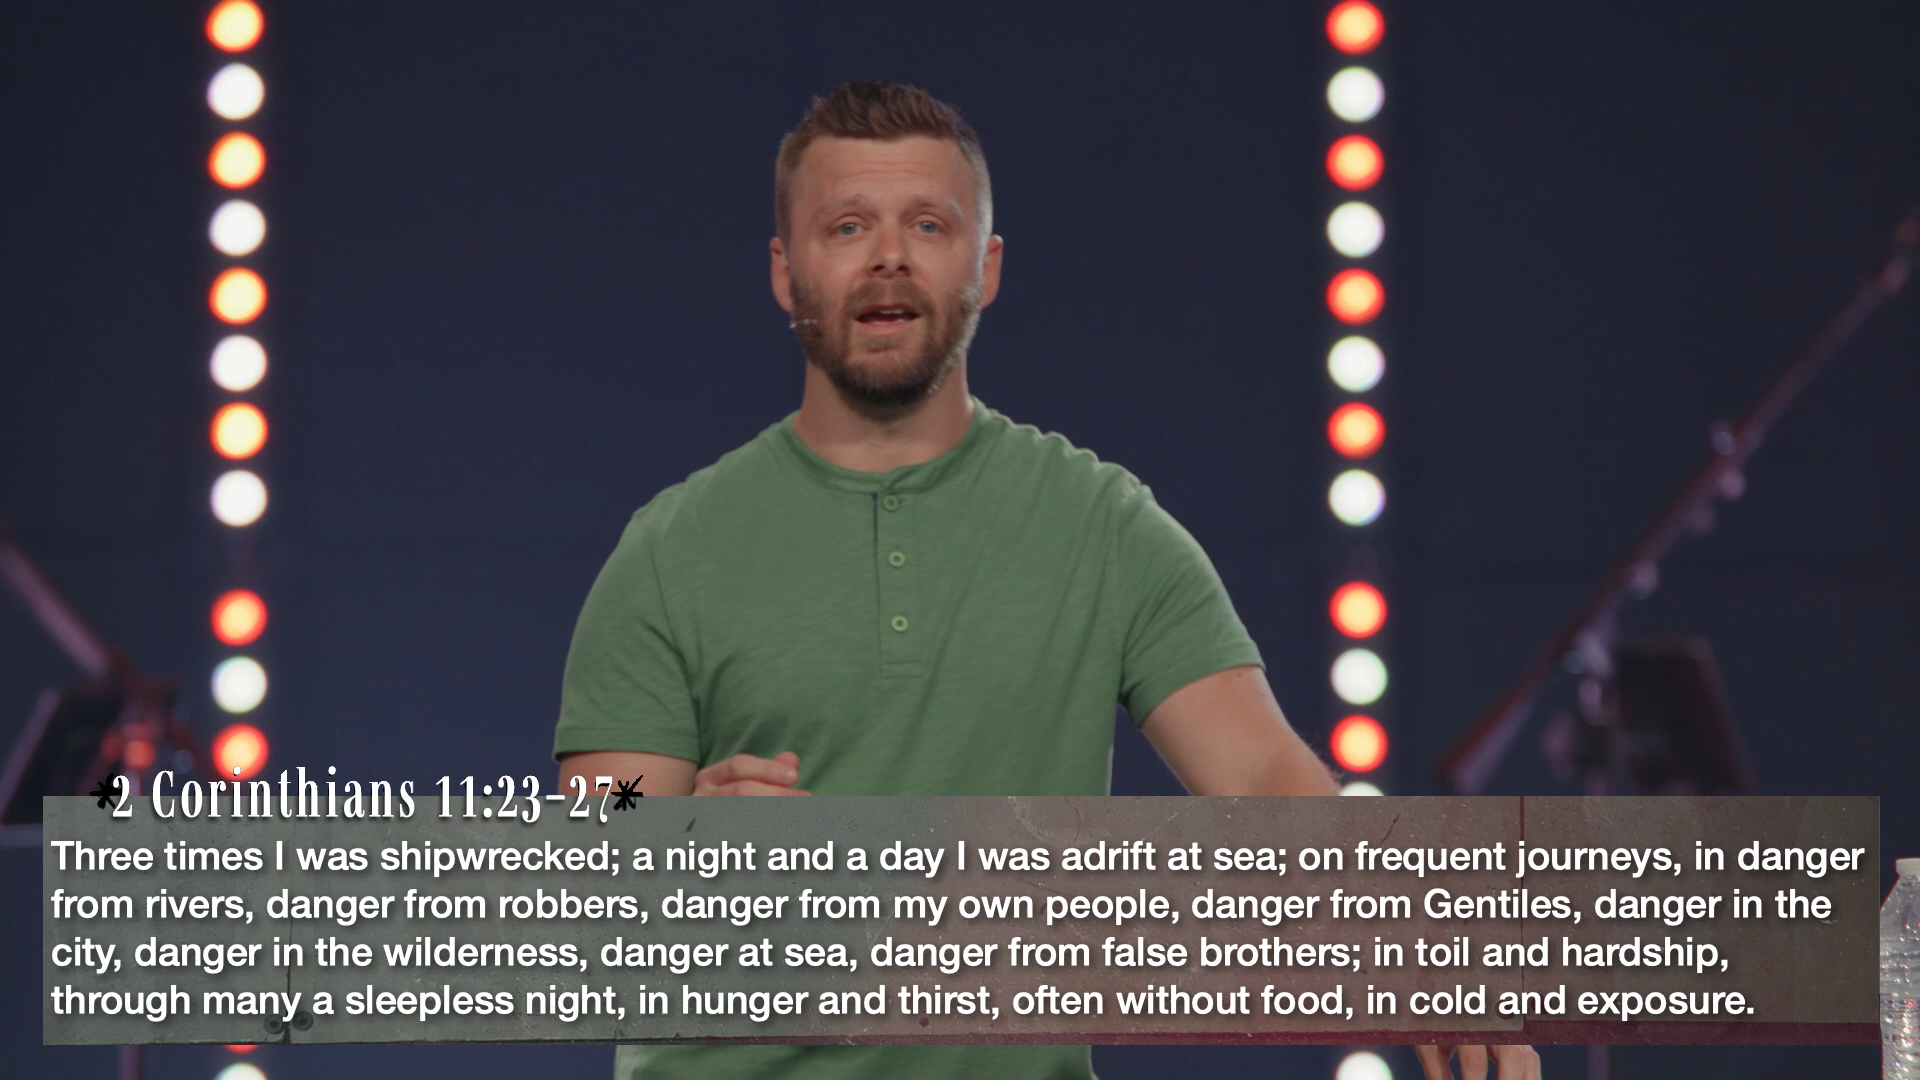 2 Corinthians 11:23-27
Three times I was shipwrecked; a night and a day I was adrift at sea; on frequent journeys, in danger
from rivers, danger from robbers, danger from my own people, danger from Gentiles, danger in the
city, danger in the wilderness, danger at sea, danger from false brothers; in toil and hardship,
through many a sleepless night, in hunger and thirst, often without food, in cold and exposure.